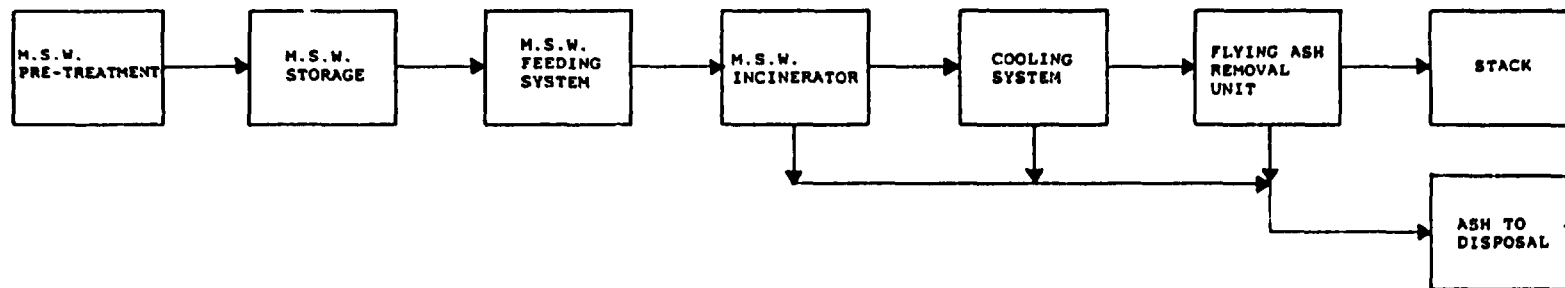 M.S.W.
PRE-TREATMENT
M.S.W.
STORAGE
M.S.W.
FEEDING
SYSTEM
M.S.W.
INCINERATOR
COOLING
SYSTEM
FLYING ASH
REMOVAL
UNIT
STACK
ASH TO
DISPOSAL